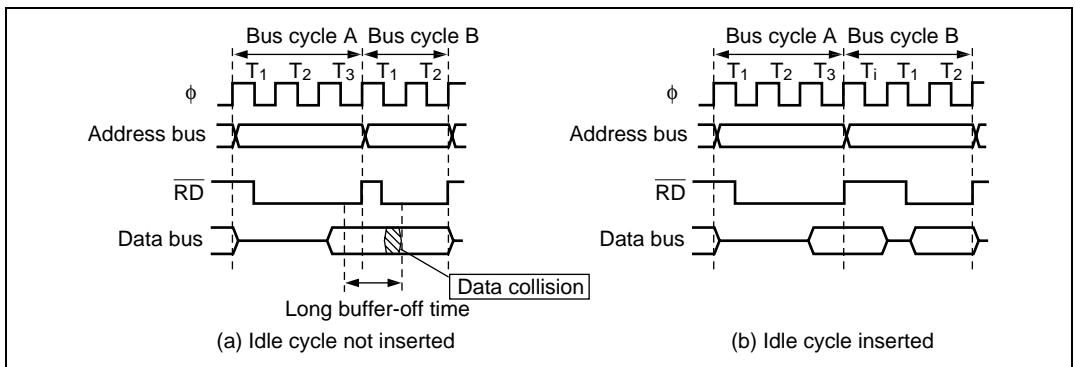 Bus cycle A Bus cycle B
T1 T2 T3 T1 T2
ϕ
Address bus
RD
Data bus
Data collision
Long buffer-off time
(a) Idle cycle not inserted
Bus cycle A Bus cycle B
T1 T2 T3 Ti T1 T2
ϕ
Address bus
RD
Data bus
(b) Idle cycle inserted